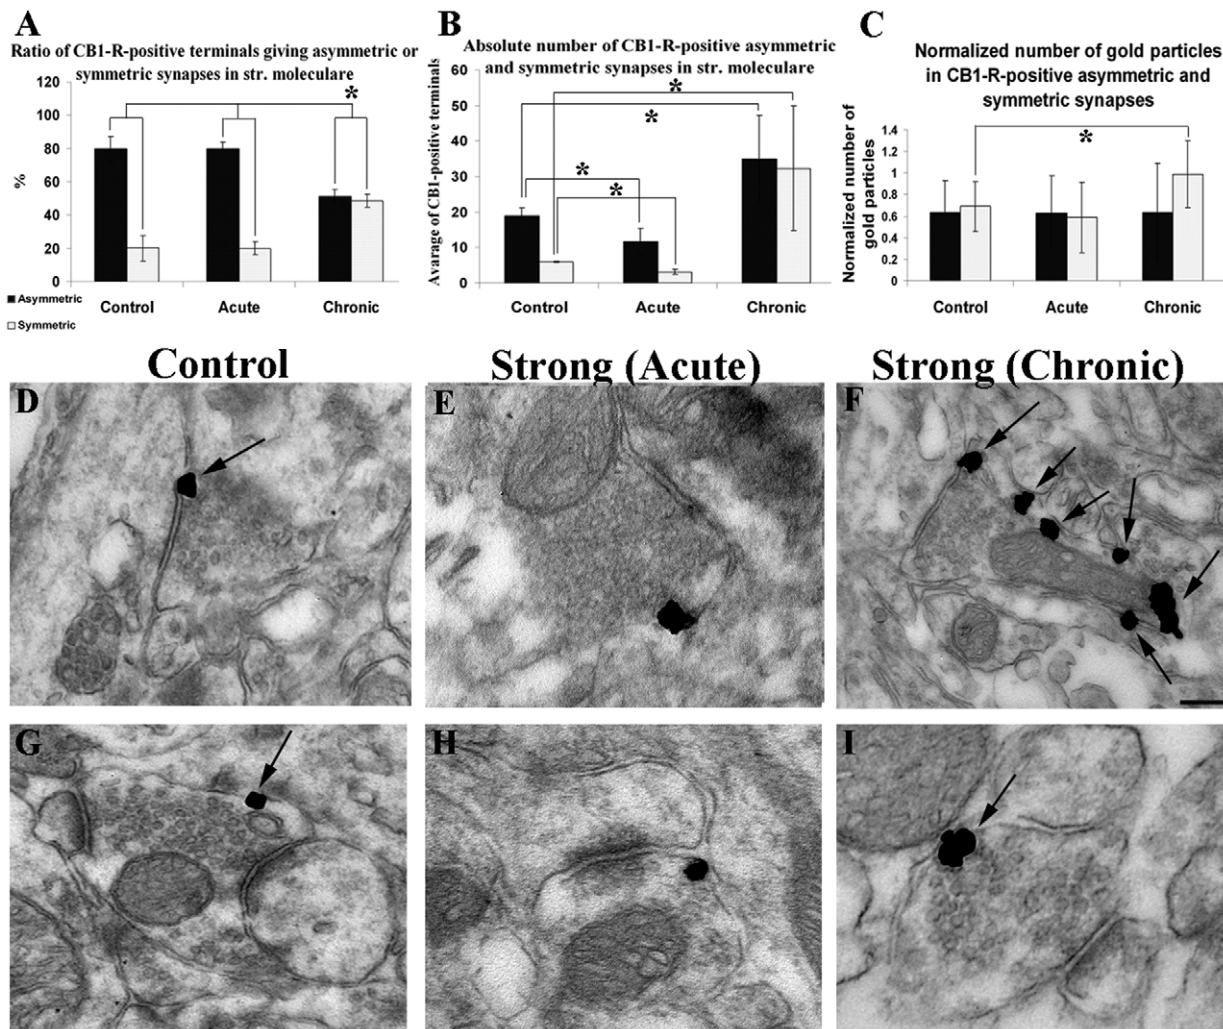 A
Ratio of CB1-R-positive terminals giving asymmetric or
symmetric synapses in str. moleculare
*
120
100
80
60
40
20
0
%
Control Acute Chronic
Asymmetric
Symmetric
B
Absolute number of CB1-R-positive asymmetric
and symmetric synapses in str. moleculare
60
50
40
30
20
10
0
Avarage of CB1-positive terminals
*
*
*
*
Control Acute Chronic
C
Normalized number of gold particles
in CB1-R-positive asymmetric and
symmetric synapses
1.4
1.2
1
0.8
0.6
0.4
0.2
0
Normalized number of
gold particles
*
Control Acute Chronic
Control Strong (Acute) Strong (Chronic)
D
E
F
G
H
I